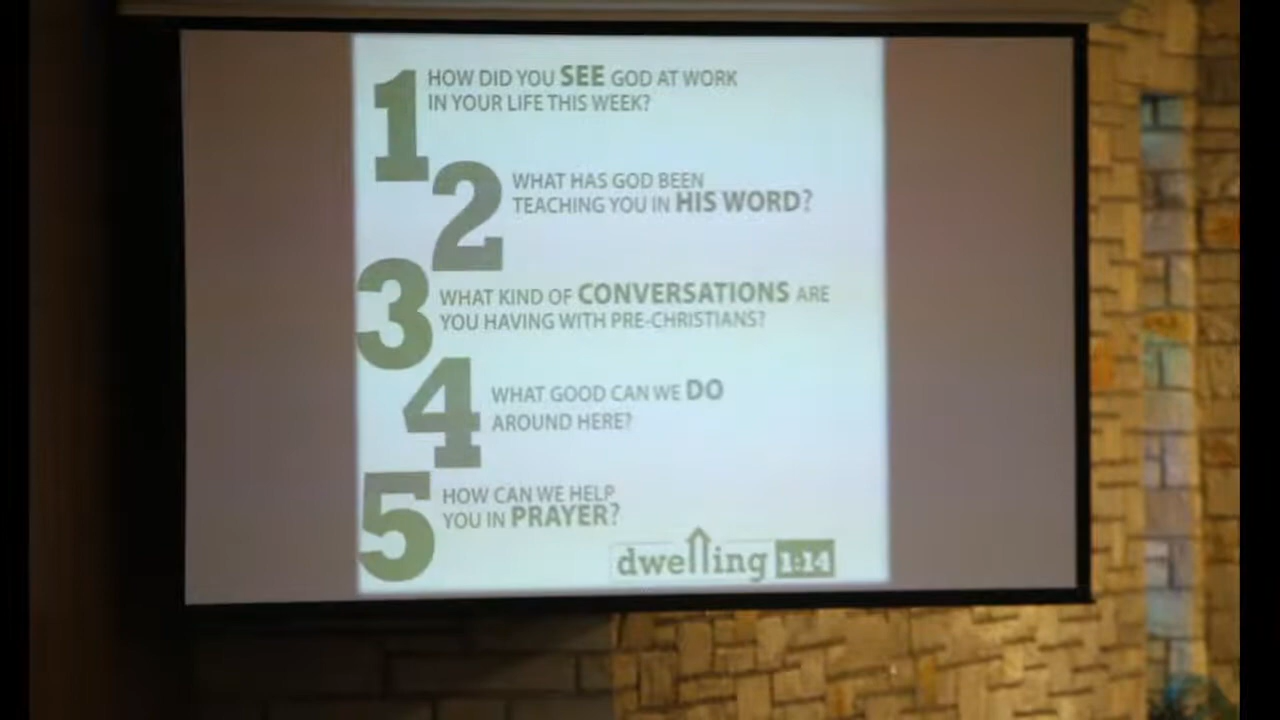 1
HOW DID YOU SEE GOD AT WORK
IN YOUR LIFE THIS WEEK?
2
WHAT HAS GOD BEEN
TEACHING YOU IN HIS WORD?
3
WHAT KIND OF CONVERSATIONS ARE
YOU HAVING WITH PRE-CHRISTIANS?
4
WHAT GOOD CAN WE DO
AROUND HERE?
5
HOW CAN WE HELP
YOU IN PRAYER?
dwelling 1:14